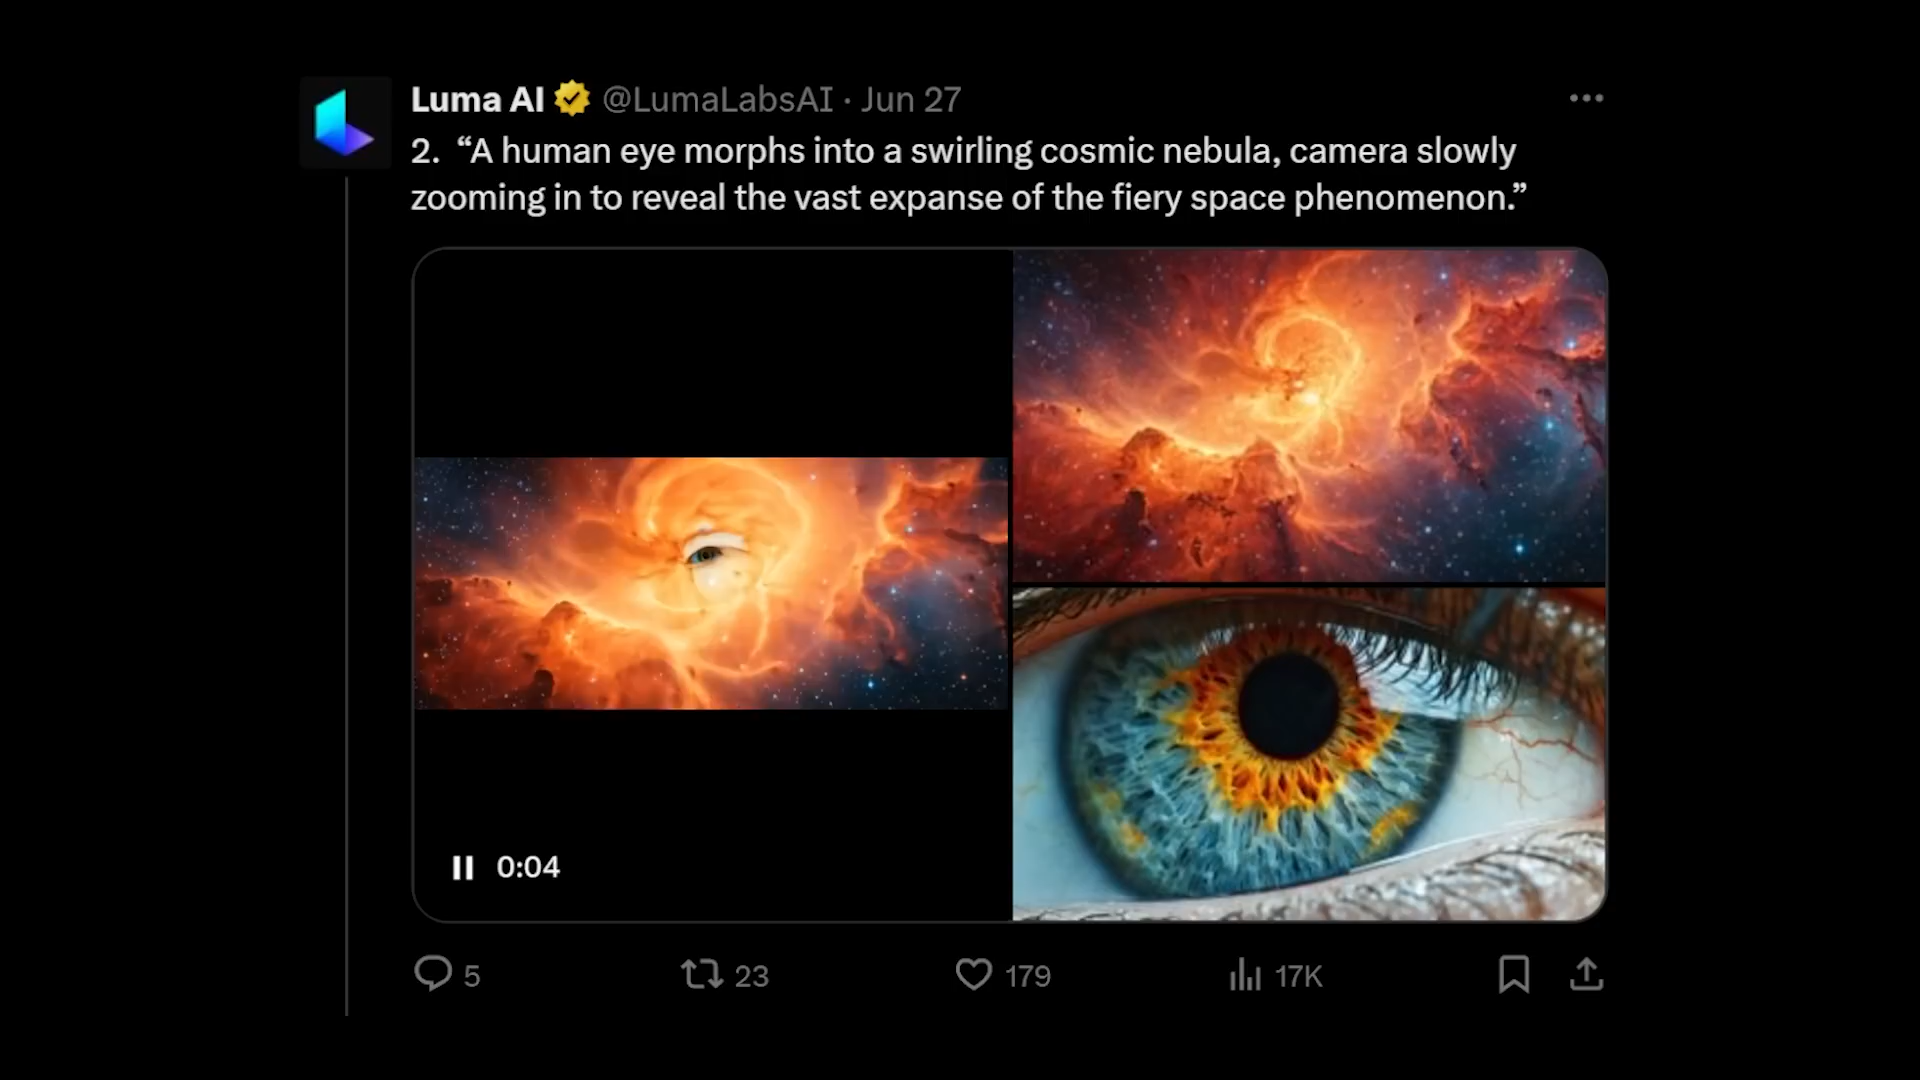 Luma AI @LumaLabsAI · Jun 27
2. “A human eye morphs into a swirling cosmic nebula, camera slowly
zooming in to reveal the vast expanse of the fiery space phenomenon.”
0:04
5 23 179 17K